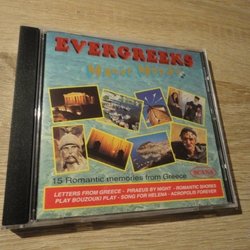 EVERGREENS
15 Romantic memories from Greece
LETTERS FROM GREECE - PIRAEUS BY NIGHT - ROMANTIC SHORES
PLAY BOUZOUKI PLAY - SONG FOR HELENA - ACROPOLIS FOREVER